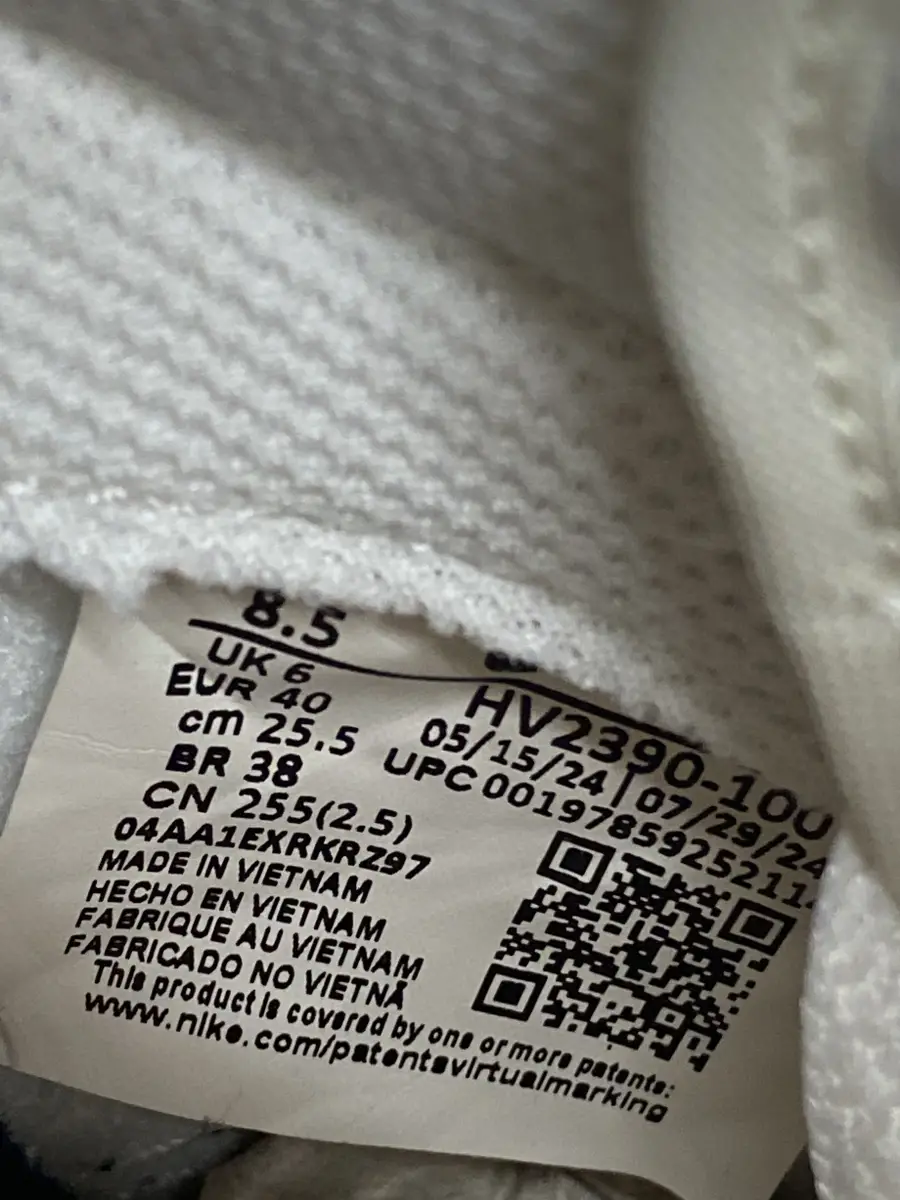 8.5
UK 6
EUR 40
cm 25.5
BR 38
CN 255(2.5)
04AA1EXRKRZ97
MADE IN VIETNAM
HECHO EN VIETNAM
FABRIQUE AU VIETNAM
FABRICADO NO VIETNÃ
This product is covered by one or more patents:
www.nike.com/patentsvirtualmarking
HV2390-100
05/15/24 | 07/29/24